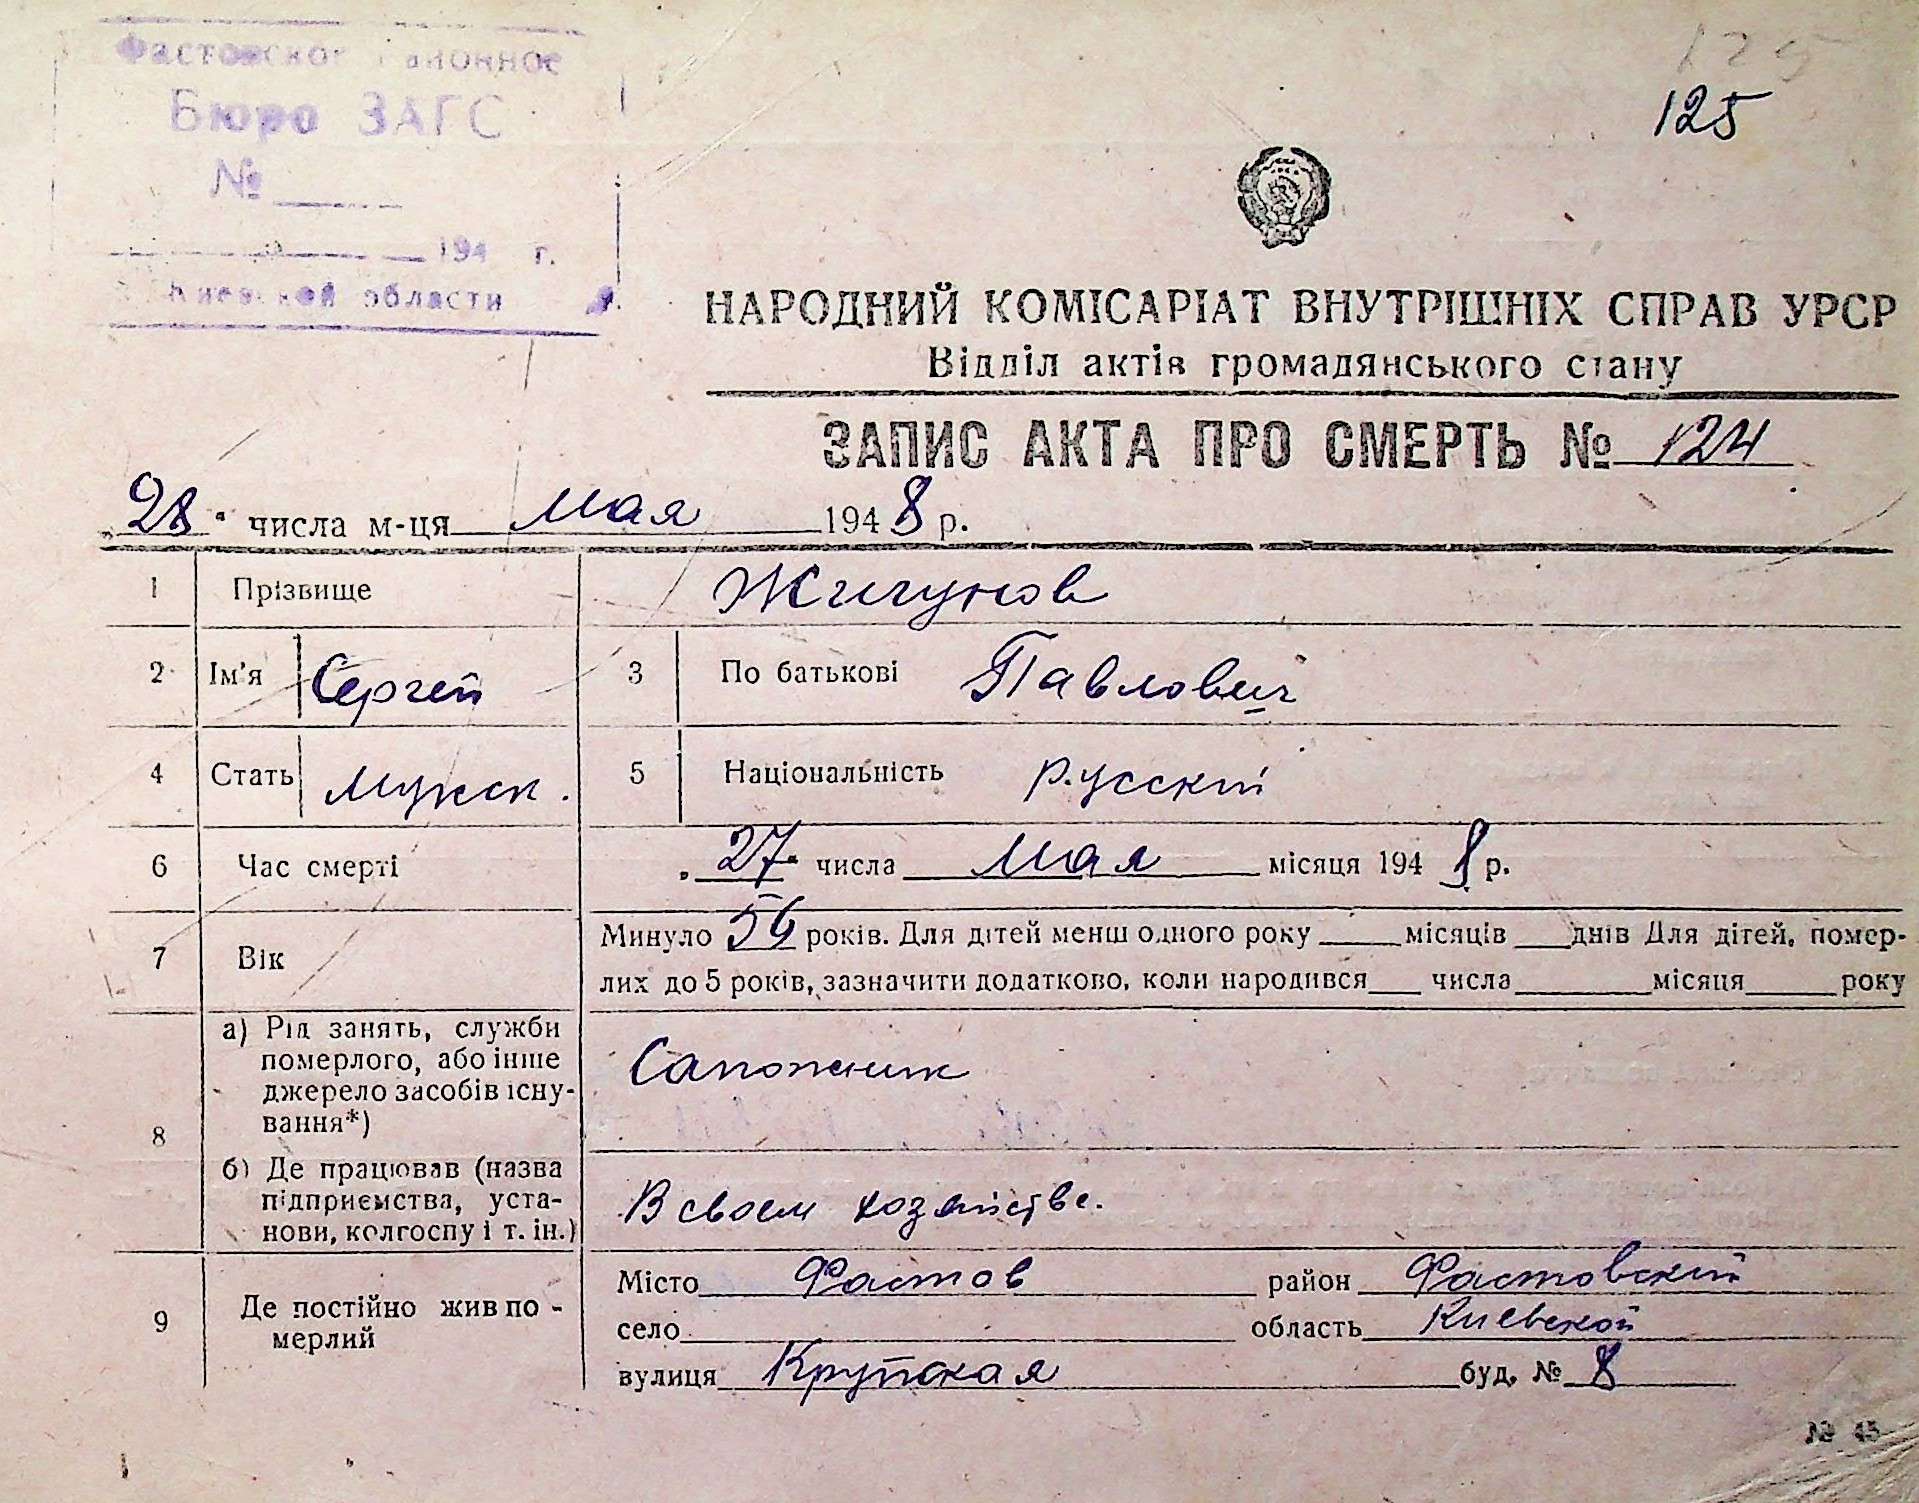 125
125
Фастовское районное
Бюро ЗАГС
№
194 г.
Киевской области
НАРОДНИЙ КОМІСАРІАТ ВНУТРІШНІХ СПРАВ УРСР
Відділ актів громадянського стану
ЗАПИС АКТА ПРО СМЕРТЬ № 124
„28“ числа м-ця мая 1948 р.
1 Прізвище Жигунов
2 Ім'я Сергей 3 По батькові Павлович
4 Стать мужск. 5 Національність русский
6 Час смерті „27“ числа мая місяця 1948 р.
7 Вік Минуло 56 років. Для дітей менш одного року місяців днів Для дітей, помер-
лих до 5 років, зазначити додатково, коли народився числа місяця року
8 а) Рід занять, служби
померлого, або інше
джерело засобів існу-
вання*)
Сапожник
б) Де працював (назва
підприємства, уста-
нови, колгоспу і т. ін.)
В своем хозяйстве.
9 Де постійно жив по-
мерлий
Місто Фастов район Фастовский
село область Киевской
вулиця Крупская буд. № 8
№ 45